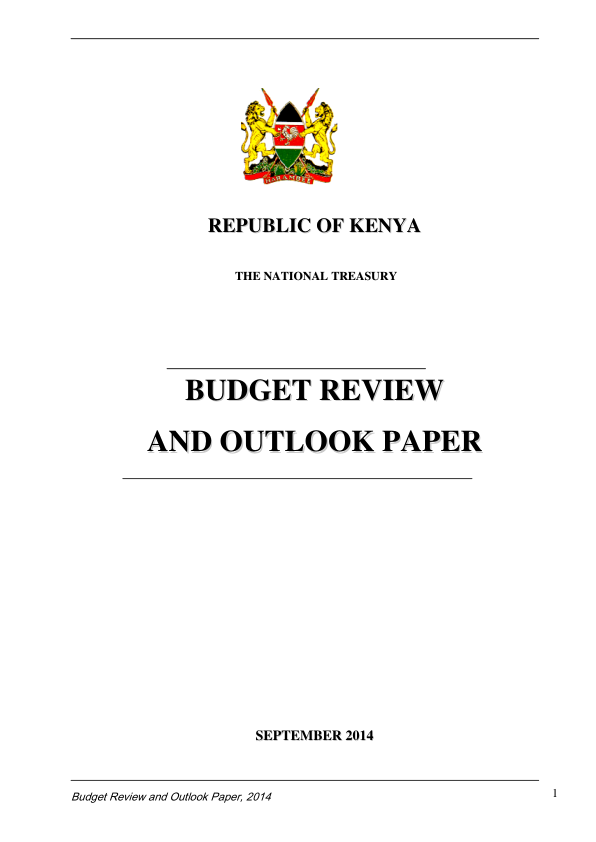 HARAMBEE
REPUBLIC OF KENYA
THE NATIONAL TREASURY
BUDGET REVIEW
AND OUTLOOK PAPER
SEPTEMBER 2014
Budget Review and Outlook Paper, 2014
1